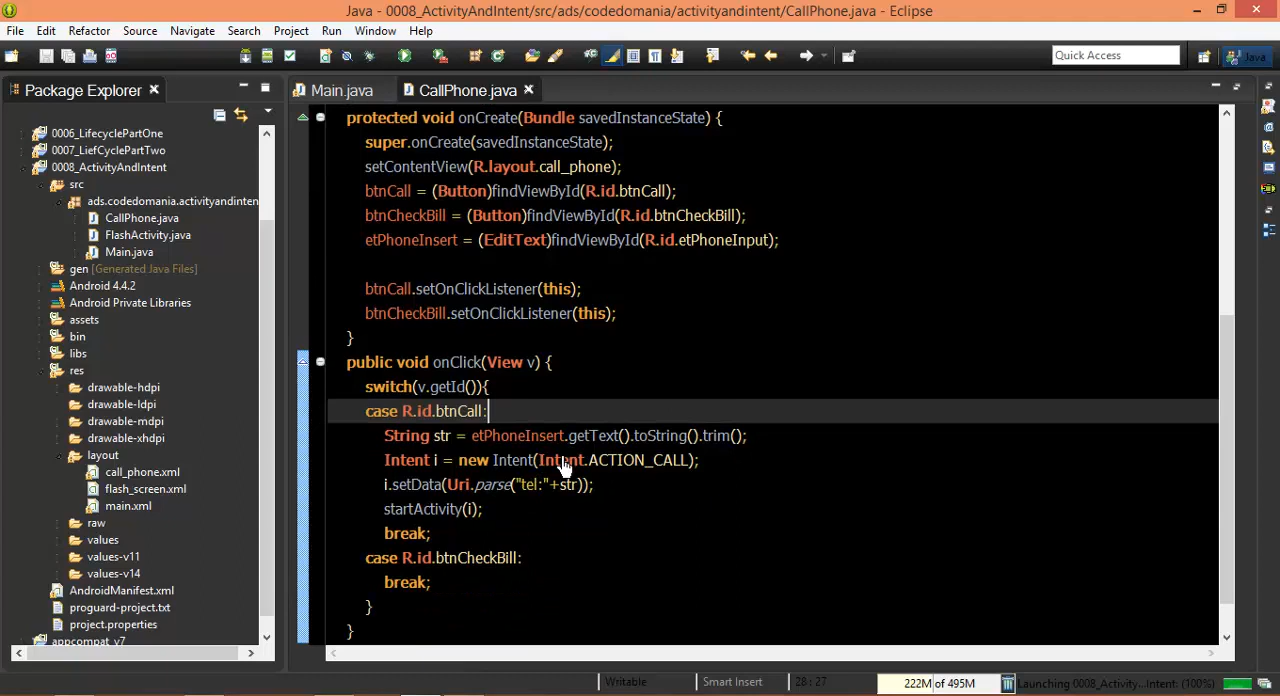 Java - 0008_ActivityAndIntent/src/ads/codedomania/activityandintent/CallPhone.java - Eclipse
File Edit Refactor Source Navigate Search Project Run Window Help
Quick Access
Java
Package Explorer
Main.java
CallPhone.java
0006_LifecyclePartOne
0007_LiefCyclePartTwo
0008_ActivityAndIntent
src
ads.codedomania.activityandinten
CallPhone.java
FlashActivity.java
Main.java
gen [Generated Java Files]
Android 4.4.2
Android Private Libraries
assets
bin
libs
res
drawable-hdpi
drawable-ldpi
drawable-mdpi
drawable-xhdpi
layout
call_phone.xml
flash_screen.xml
main.xml
raw
values
values-v11
values-v14
AndroidManifest.xml
proguard-project.txt
project.properties
appcompat_v7
protected void onCreate(Bundle savedInstanceState) {
super.onCreate(savedInstanceState);
setContentView(R.layout.call_phone);
btnCall = (Button)findViewById(R.id.btnCall);
btnCheckBill = (Button)findViewById(R.id.btnCheckBill);
etPhoneInsert = (EditText)findViewById(R.id.etPhoneInput);
btnCall.setOnClickListener(this);
btnCheckBill.setOnClickListener(this);
}
public void onClick(View v) {
switch(v.getId()){
case R.id.btnCall:
String str = etPhoneInsert.getText().toString().trim();
Intent i = new Intent(Intent.ACTION_CALL);
i.setData(Uri.parse("tel:"+str));
startActivity(i);
break;
case R.id.btnCheckBill:
break;
}
}
Writable
Smart Insert
28 : 27
222M of 495M
Launching 0008_Activity...Intent: (100%)